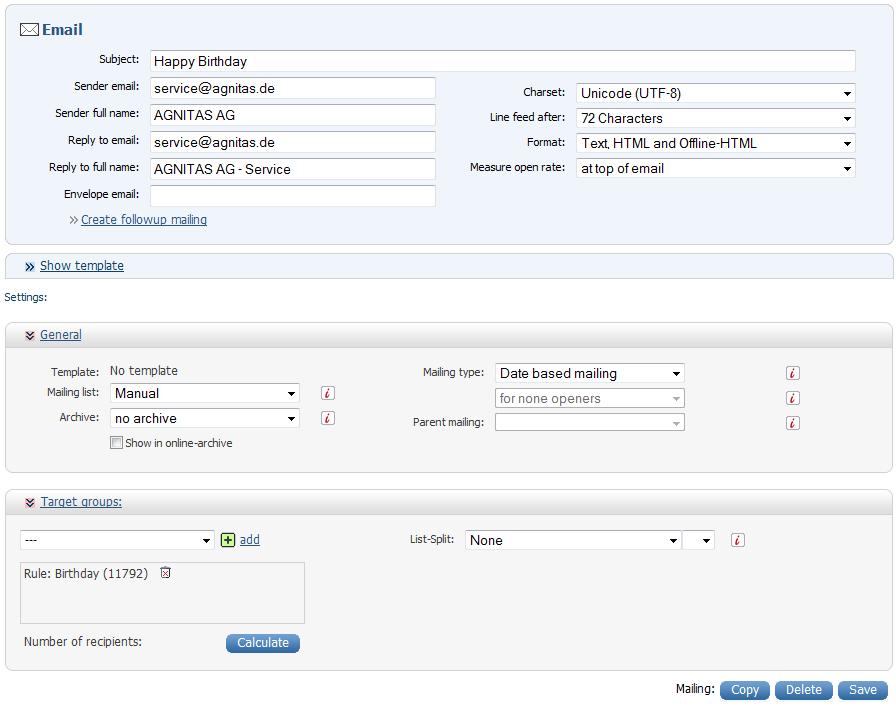 Email
Subject: Happy Birthday
Sender email: service@agnitas.de
Sender full name: AGNITAS AG
Reply to email: service@agnitas.de
Reply to full name: AGNITAS AG - Service
Envelope email:
Charset: Unicode (UTF-8)
Line feed after: 72 Characters
Format: Text, HTML and Offline-HTML
Measure open rate: at top of email
Create followup mailing
Show template
Settings:
General
Template: No template
Mailing list: Manual
Archive: no archive
Show in online-archive
Mailing type: Date based mailing
for none openers
Parent mailing:
Target groups:
--- add
List-Split: None
Rule: Birthday (11792)
Number of recipients: Calculate
Mailing: Copy Delete Save